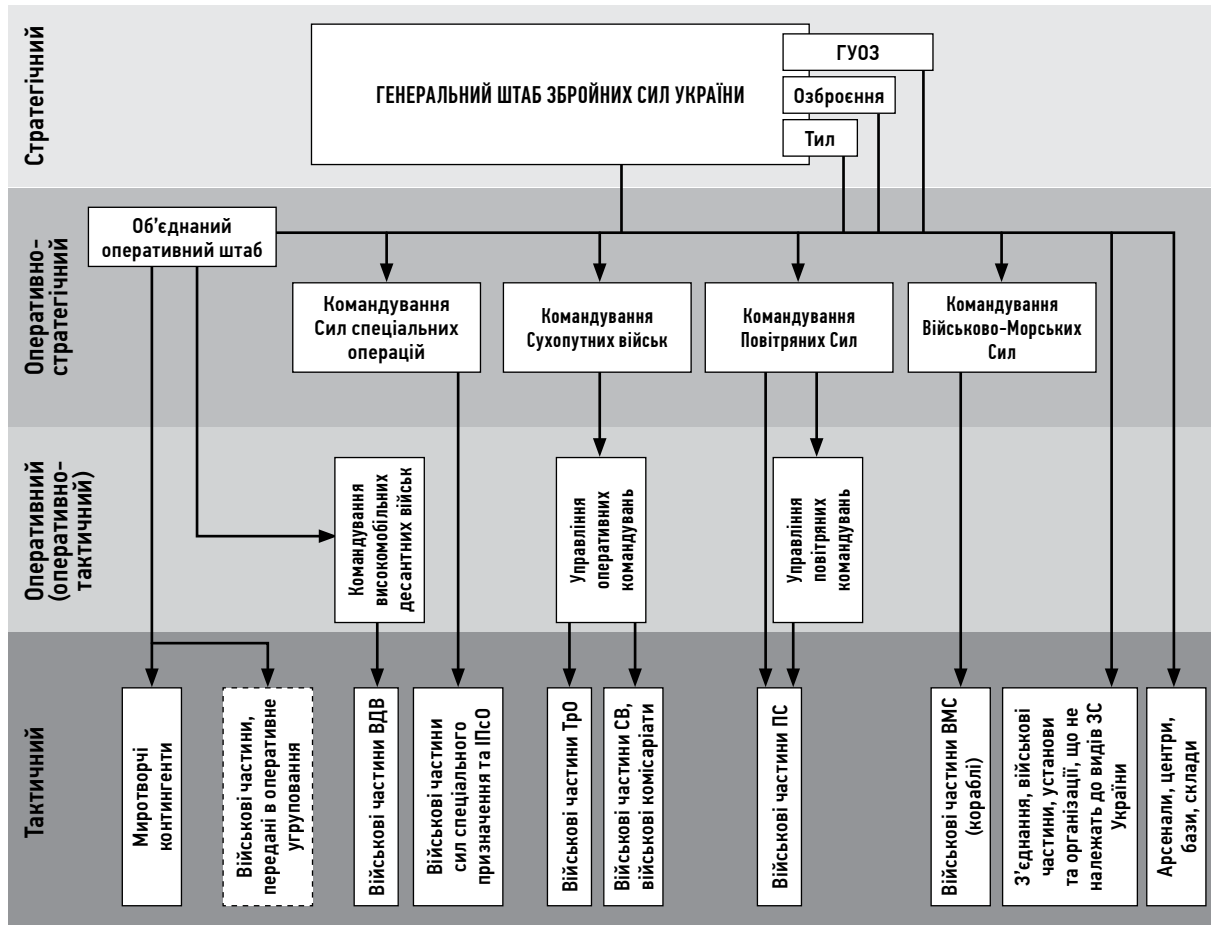 Стратегічний
ГЕНЕРАЛЬНИЙ ШТАБ ЗБРОЙНИХ СИЛ УКРАЇНИ
ГУОЗ
Озброєння
Тил
Оперативно-
стратегічний
Об’єднаний
оперативний штаб
Командування
Сил спеціальних
операцій
Командування
Сухопутних військ
Командування
Повітряних Сил
Командування
Військово-Морських
Сил
Оперативний
(оперативно-
тактичний)
Командування
високомобільних
десантних військ
Управління
оперативних
командувань
Управління
повітряних
командувань
Тактичний
Миротворчі
контингенти
Військові частини,
передані в оперативне
угруповання
Військові частини ВДВ
Військові частини
сил спеціального
призначення та ІПсО
Військові частини ТрО
Військові частини СВ,
військові комісаріати
Військові частини ПС
Військові частини ВМС
(кораблі)
З’єднання, військові
частини, установи
та організації, що не
належать до видів ЗС
України
Арсенали, центри,
бази, склади